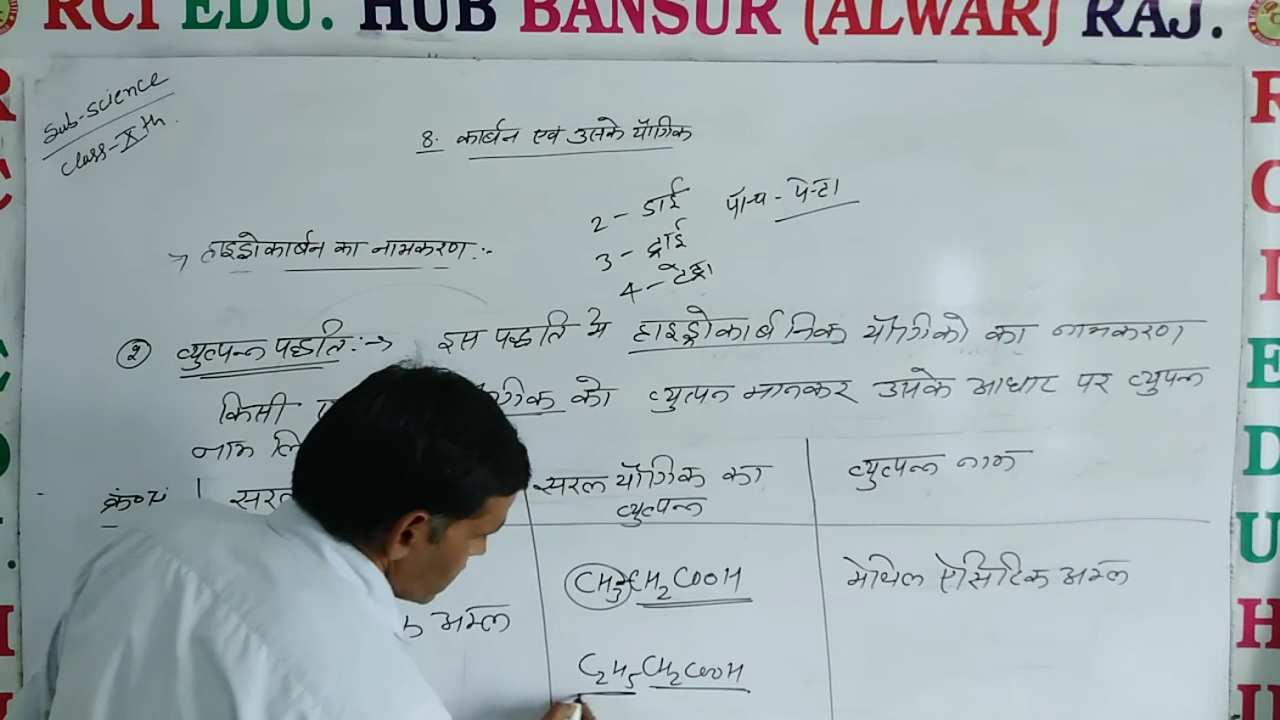 RCI EDU. HUB BANSUR (ALWAR) RAJ.
Sub-Science
Class-Xth.
8. कार्बन एवं उसके यौगिक
2 - डाई
पॉन्च - पेन्टा
3 - ट्राई
4 - टेट्रा
→ हाइड्रोकार्बन का नामकरण :-
② व्युत्पन्न पद्धति :→ इस पद्धति मे हाइड्रोकार्बनिक यौगिको का नामकरण
किसी को व्युत्पन मानकर उसके आधार पर व्युपन्न
नाम
क्र०सं सरल
सरल यौगिक का
व्युत्पन्न
व्युत्पन्न नाम
CH₃CH₂COOH
मेथिल ऐसिटिक अम्ल
अम्ल
C₂H₅CH₂COOH
R
C
I
E
D
U
H